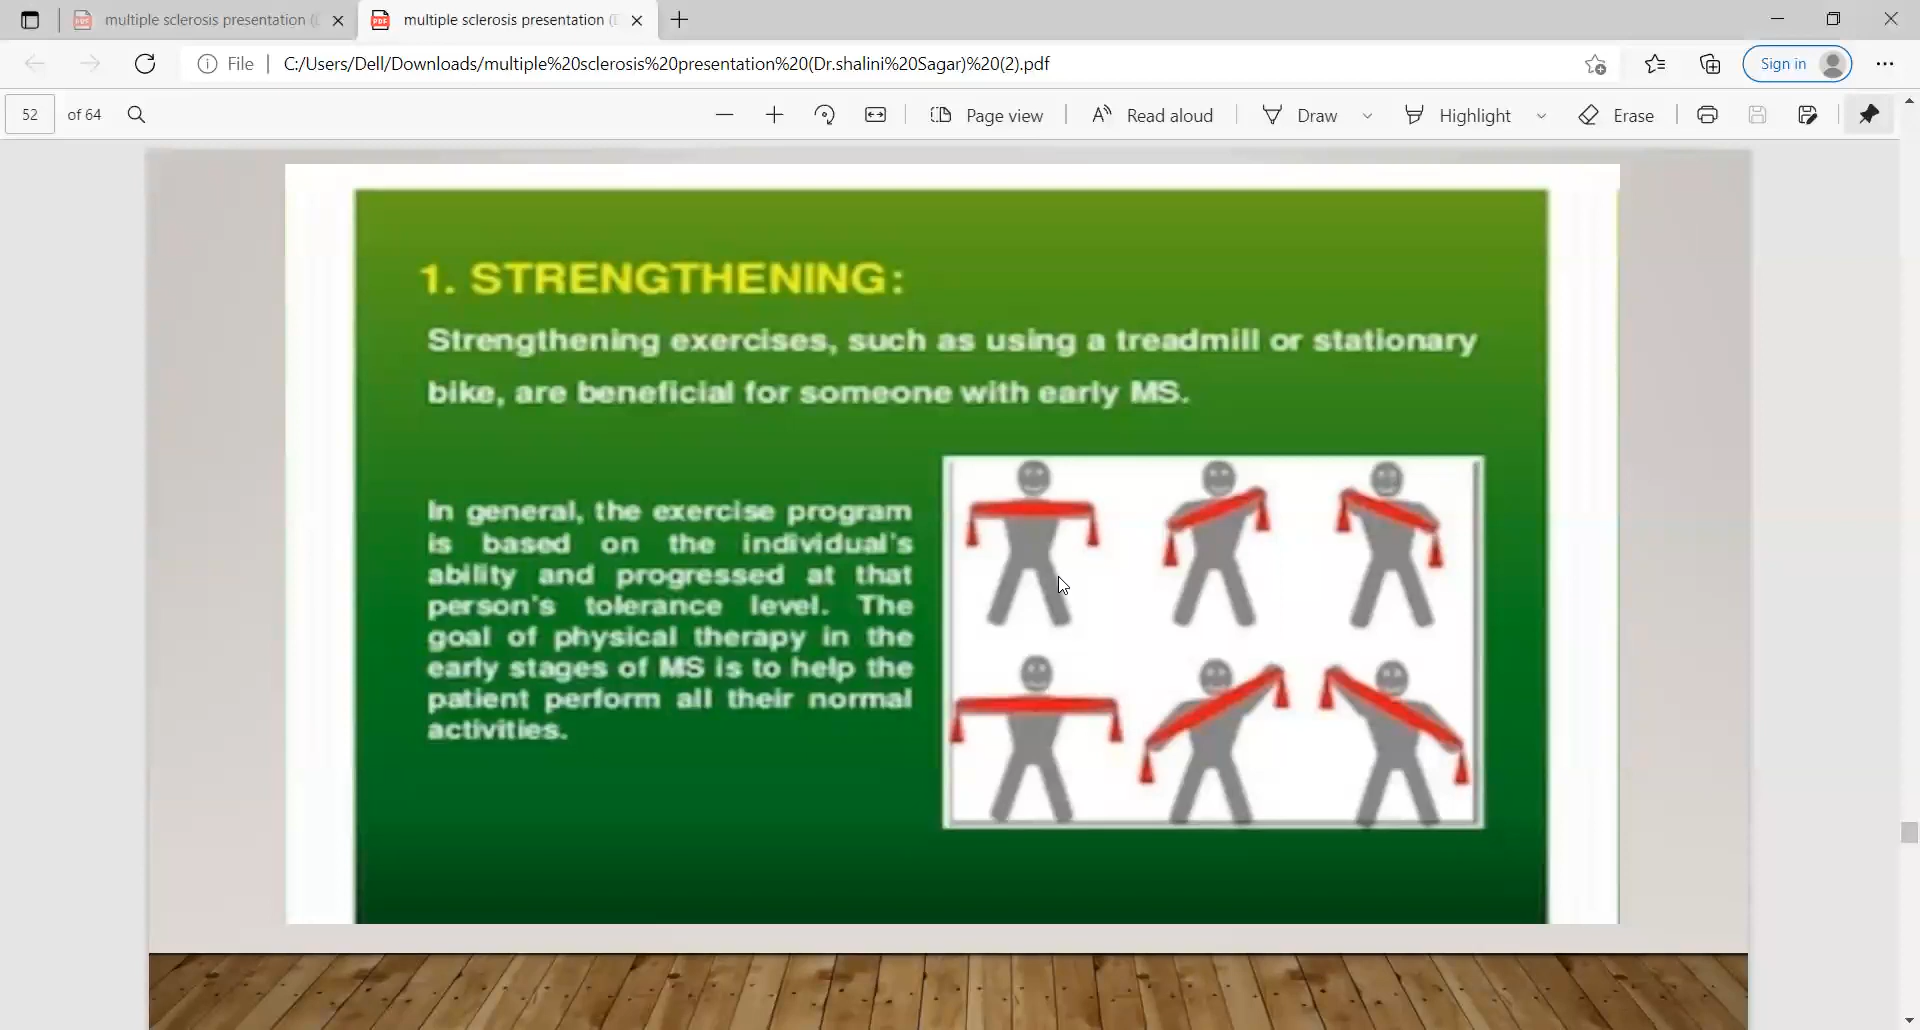 multiple sclerosis presentation (
multiple sclerosis presentation (
File
C:/Users/Dell/Downloads/multiple%20sclerosis%20presentation%20(Dr.shalini%20Sagar)%20(2).pdf
Sign in
52 of 64
Page view
Read aloud
Draw
Highlight
Erase
1. STRENGTHENING:
Strengthening exercises, such as using a treadmill or stationary
bike, are beneficial for someone with early MS.
In general, the exercise program
is based on the individual's
ability and progressed at that
person's tolerance level. The
goal of physical therapy in the
early stages of MS is to help the
patient perform all their normal
activities.